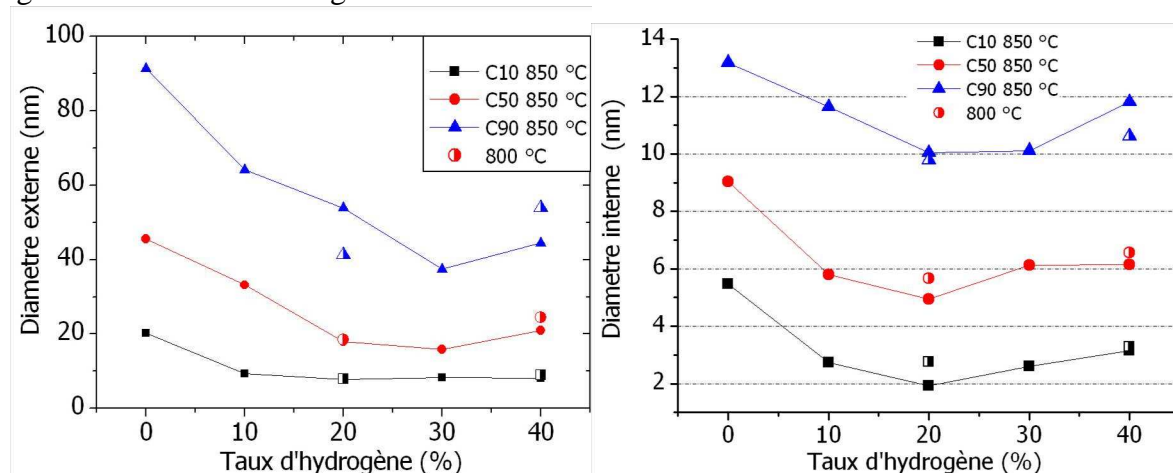 100
80
60
40
20
0
Diametre externe (nm)
C10 850 °C
C50 850 °C
C90 850 °C
800 °C
0 10 20 30 40
Taux d'hydrogène (%)
14
12
10
8
6
4
2
Diametre interne (nm)
C10 850 °C
C50 850 °C
C90 850 °C
800 °C
0 10 20 30 40
Taux d'hydrogène (%)